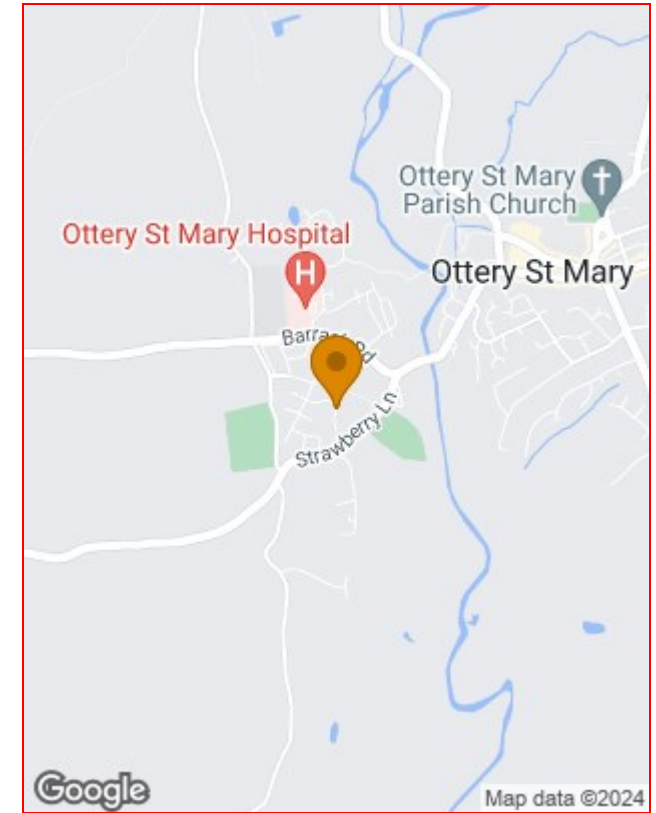 Ottery St Mary
Parish Church
Ottery St Mary Hospital
H
Ottery St Mary
Strawberry Ln
Google
Map data ©2024